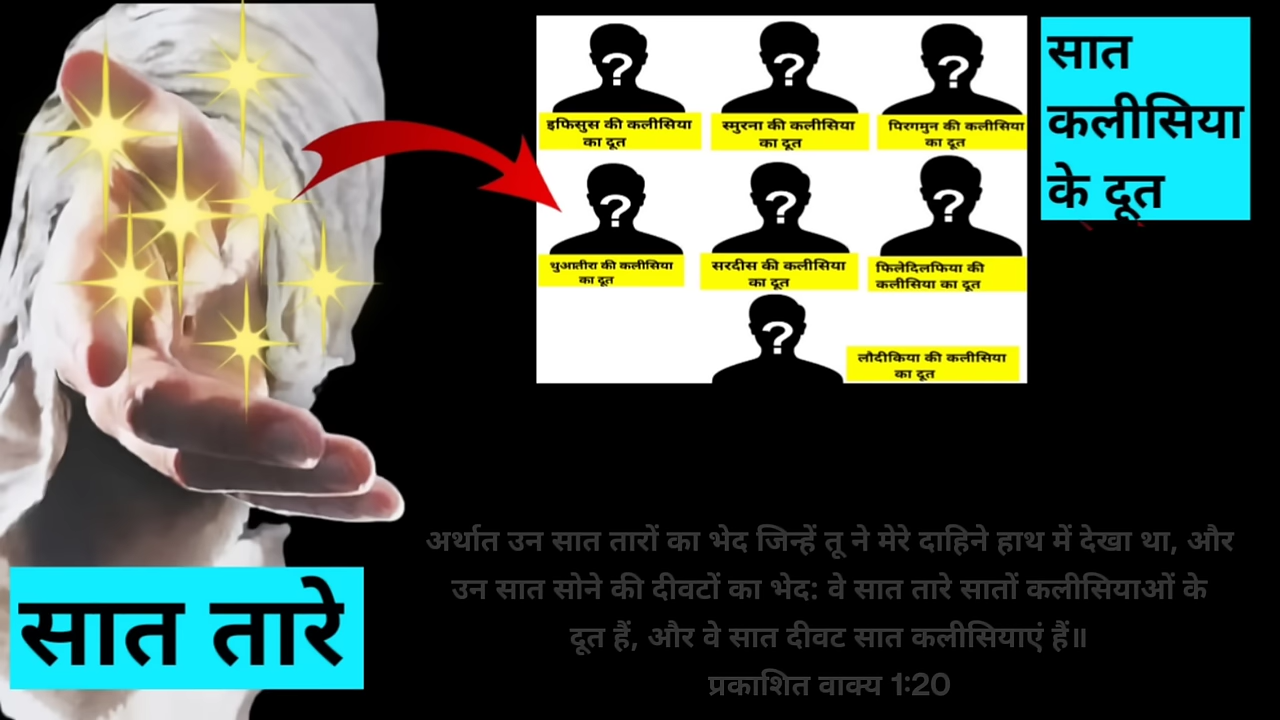 ?
?
?
इफिसुस की कलीसिया
का दूत
स्मुरना की कलीसिया
का दूत
पिरगमुन की कलीसिया
का दूत
?
?
?
थुआतीरा की कलीसिया
का दूत
सरदीस की कलीसिया
का दूत
फिलेदिलफिया की
कलीसिया का दूत
?
लौदीकिया की कलीसिया
का दूत
सात
कलीसिया
के दूत
सात तारे
अर्थात उन सात तारों का भेद जिन्हें तू ने मेरे दाहिने हाथ में देखा था, और
उन सात सोने की दीवटों का भेद: वे सात तारे सातों कलीसियाओं के
दूत हैं, और वे सात दीवट सात कलीसियाएं हैं॥
प्रकाशित वाक्य 1:20